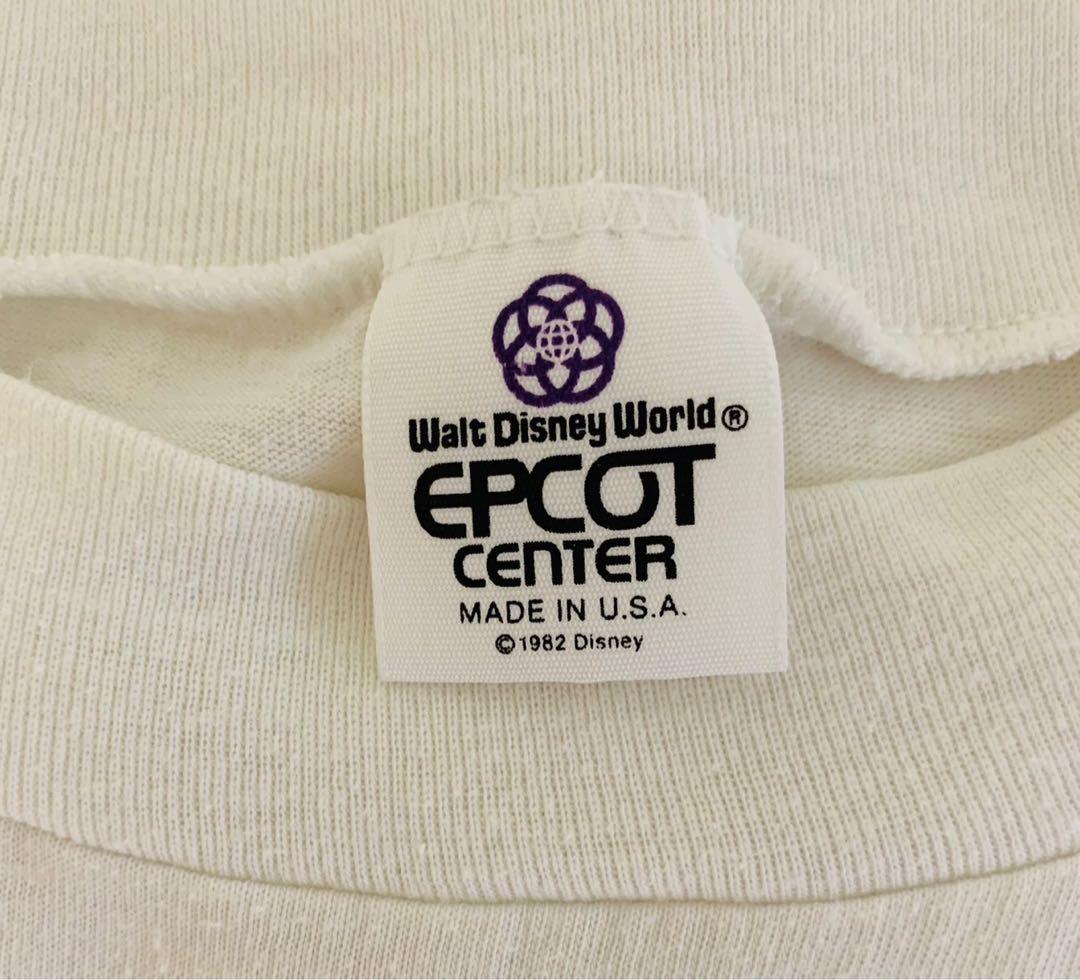 Walt Disney World®
EPCOT
CENTER
MADE IN U.S.A.
©1982 Disney